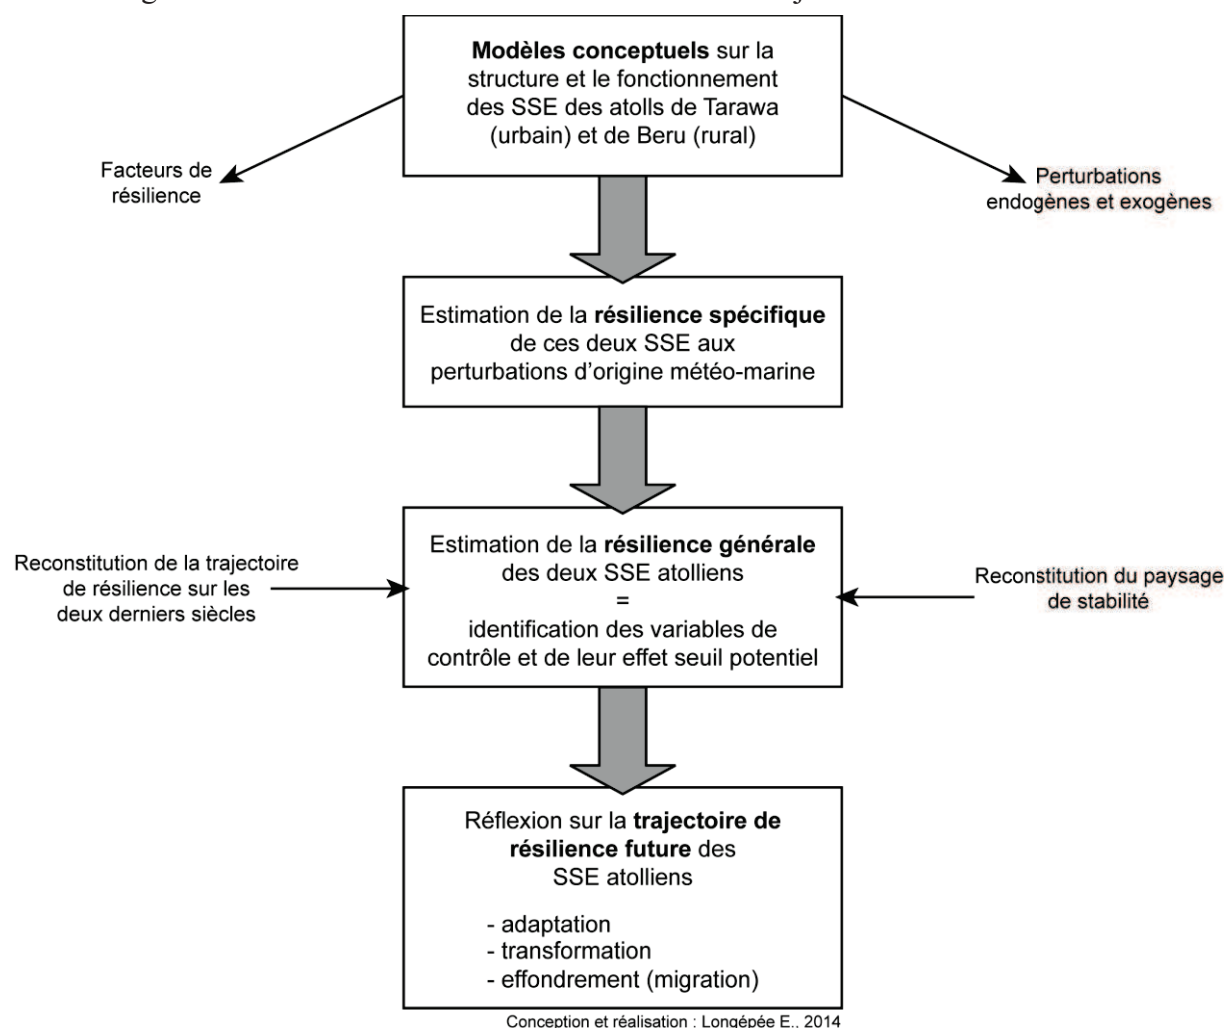 Modèles conceptuels sur la
structure et le fonctionnement
des SSE des atolls de Tarawa
(urbain) et de Beru (rural)
Facteurs de
résilience
Perturbations
endogènes et exogènes
Estimation de la résilience spécifique
de ces deux SSE aux
perturbations d'origine météo-marine
Reconstitution de la trajectoire
de résilience sur les
deux derniers siècles
Estimation de la résilience générale
des deux SSE atolliens
=
identification des variables de
contrôle et de leur effet seuil potentiel
Reconstitution du paysage
de stabilité
Réflexion sur la trajectoire de
résilience future des
SSE atolliens
- adaptation
- transformation
- effondrement (migration)
Conception et réalisation : Longépée E., 2014